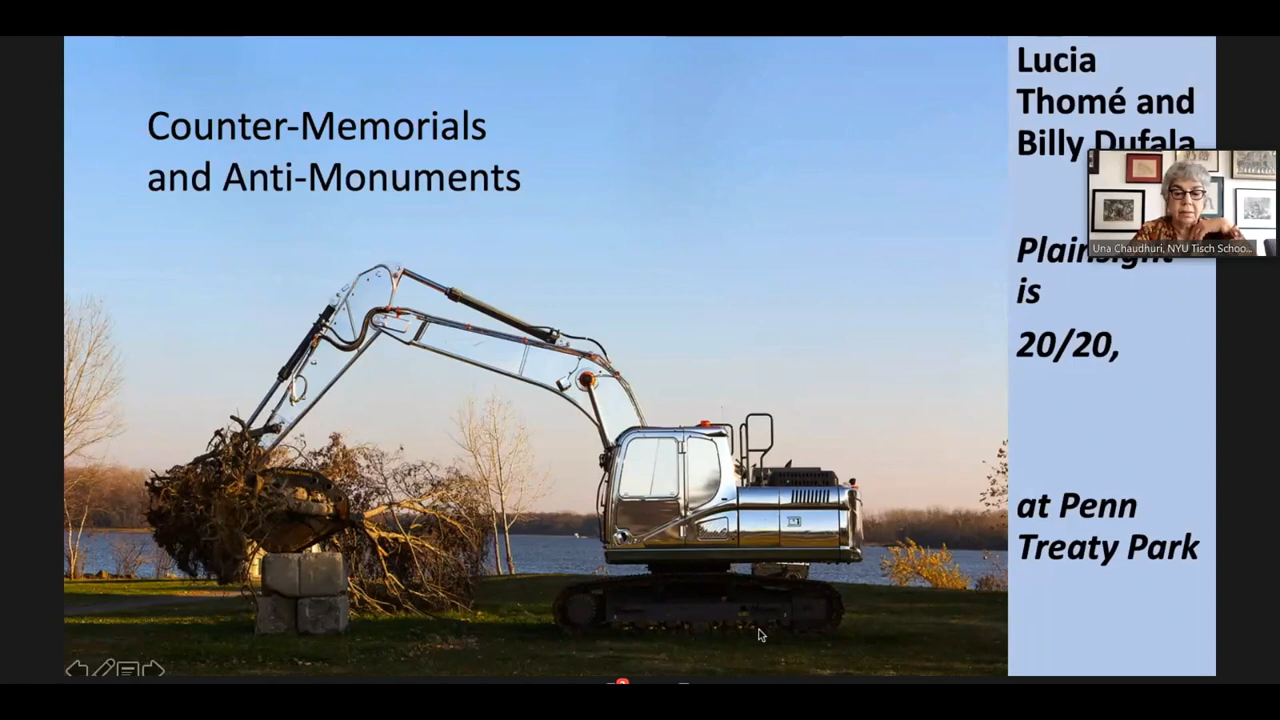 Counter-Memorials
and Anti-Monuments
Lucia
Thomé and
Billy Dufala
Plainsight
is
20/20,
at Penn
Treaty Park
Una Chaudhuri, NYU Tisch Schoo...